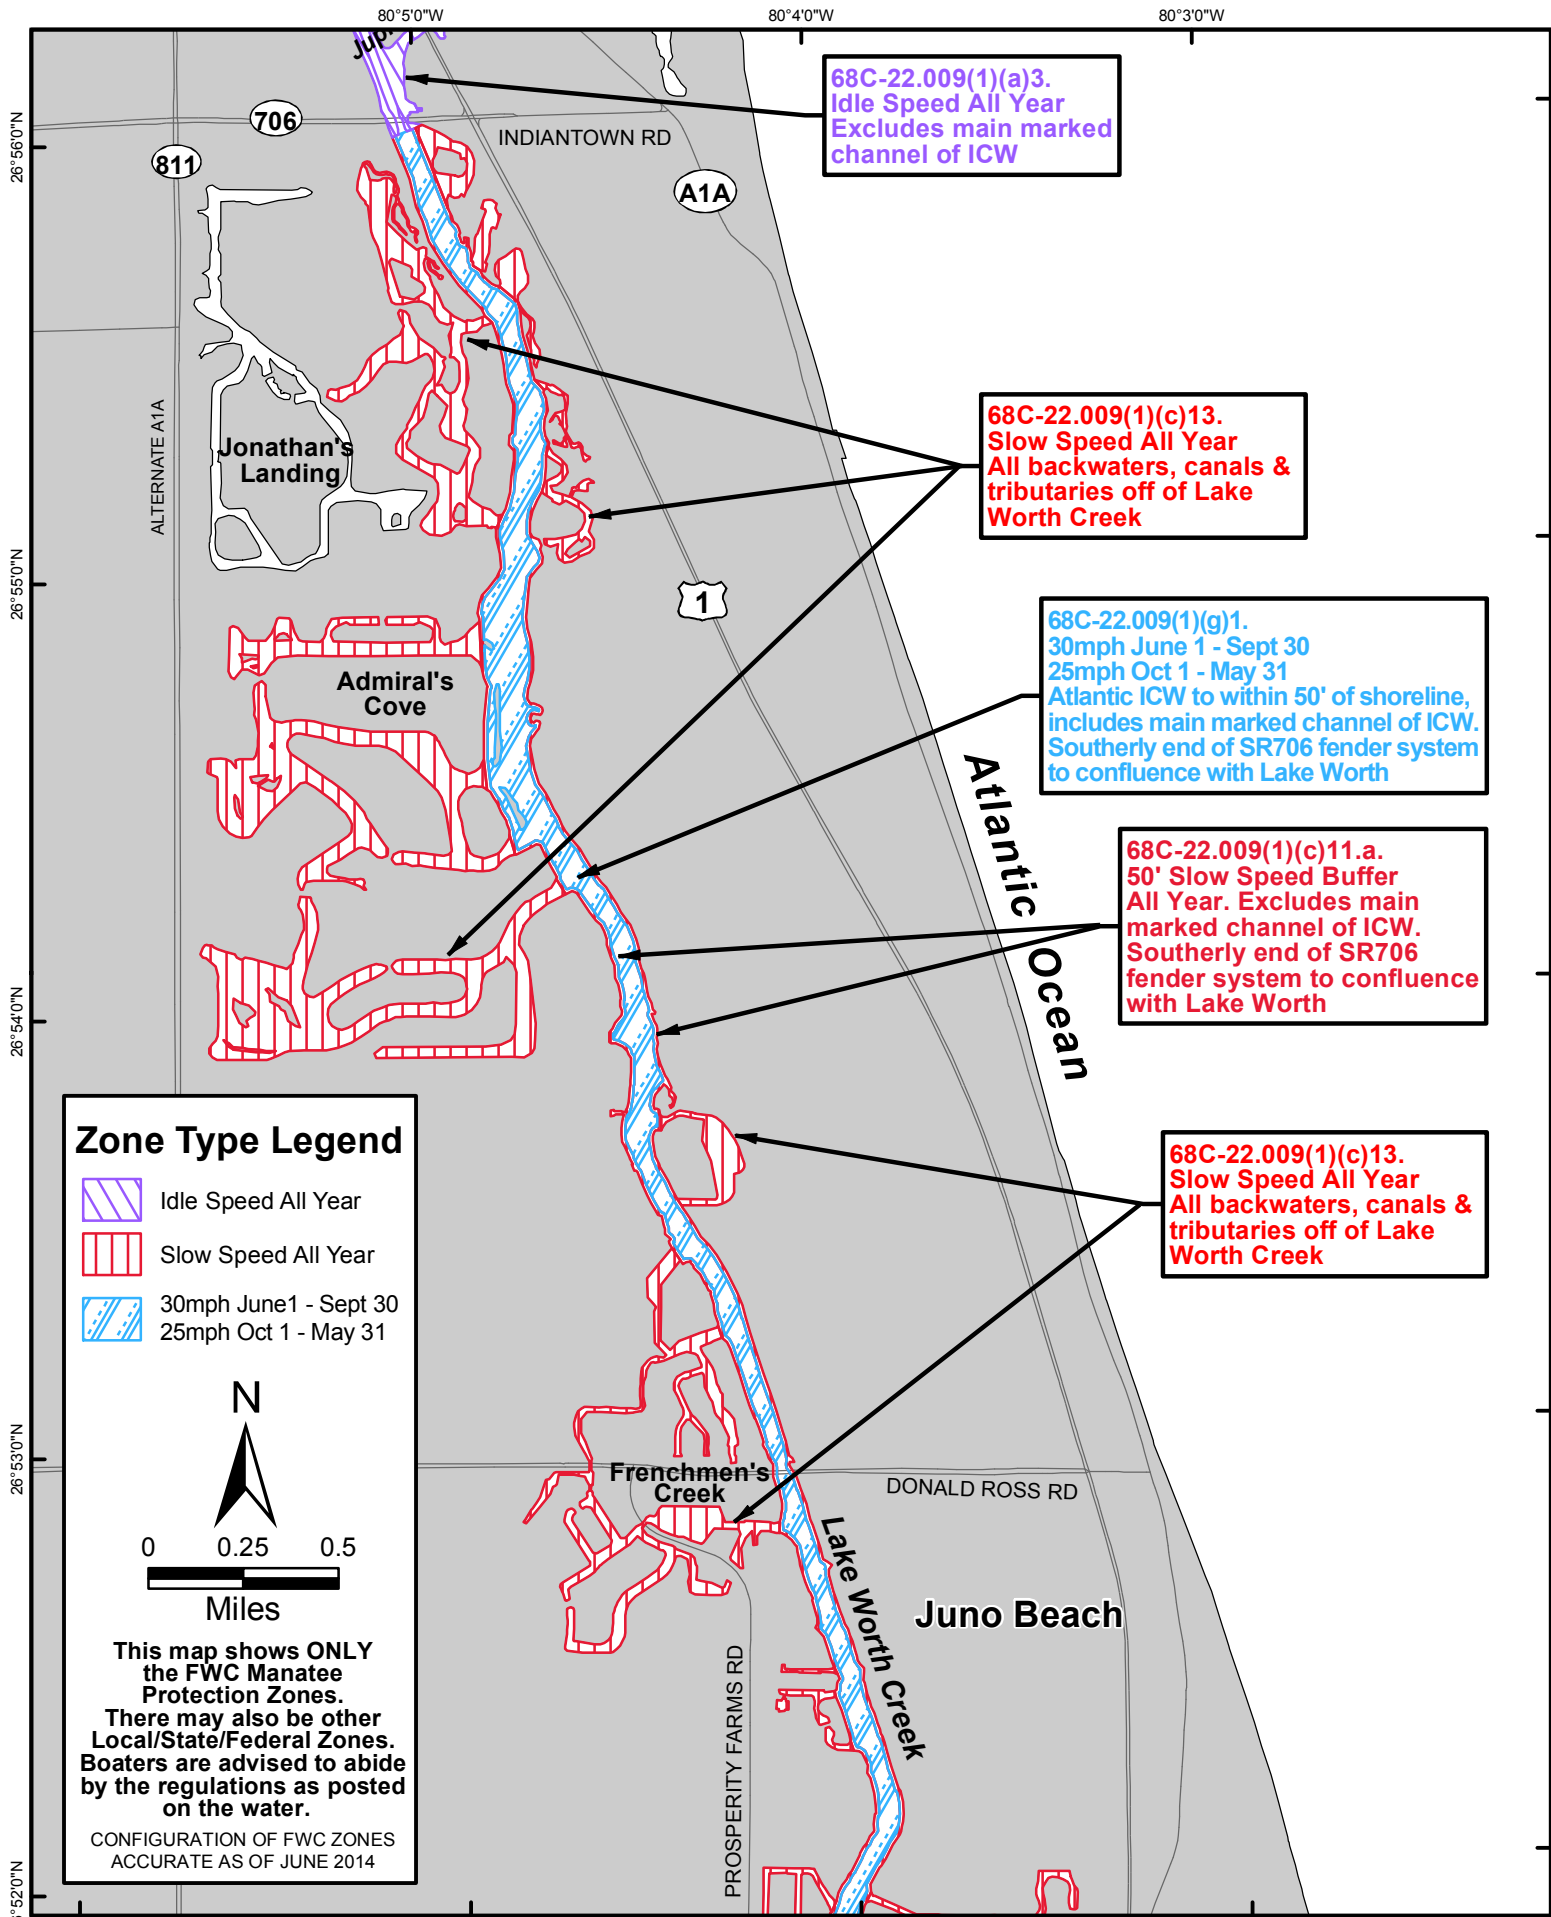 80°5'0"W
80°4'0"W
80°3'0"W
68C-22.009(1)(a)3.
Idle Speed All Year
Excludes main marked
channel of ICW
706
INDIANTOWN RD
26°56'0"N
811
A1A
68C-22.009(1)(c)13.
Slow Speed All Year
All backwaters, canals &
tributaries off of Lake
Worth Creek
ALTERNATE A1A
Jonathan's
Landing
26°55'0"N
1
68C-22.009(1)(g)1.
30mph June 1 - Sept 30
25mph Oct 1 - May 31
Atlantic ICW to within 50' of shoreline,
includes main marked channel of ICW.
Southerly end of SR706 fender system
to confluence with Lake Worth
Admiral's
Cove
Atlantic Ocean
68C-22.009(1)(c)11.a.
50' Slow Speed Buffer
All Year. Excludes main
marked channel of ICW.
Southerly end of SR706
fender system to confluence
with Lake Worth
26°54'0"N
68C-22.009(1)(c)13.
Slow Speed All Year
All backwaters, canals &
tributaries off of Lake
Worth Creek
Zone Type Legend
Idle Speed All Year
Slow Speed All Year
30mph June1 - Sept 30
25mph Oct 1 - May 31
N
0 0.25 0.5
Miles
This map shows ONLY
the FWC Manatee
Protection Zones.
There may also be other
Local/State/Federal Zones.
Boaters are advised to abide
by the regulations as posted
on the water.
CONFIGURATION OF FWC ZONES
ACCURATE AS OF JUNE 2014
26°53'0"N
Frenchmen's
Creek
DONALD ROSS RD
Lake Worth Creek
Juno Beach
PROSPERITY FARMS RD